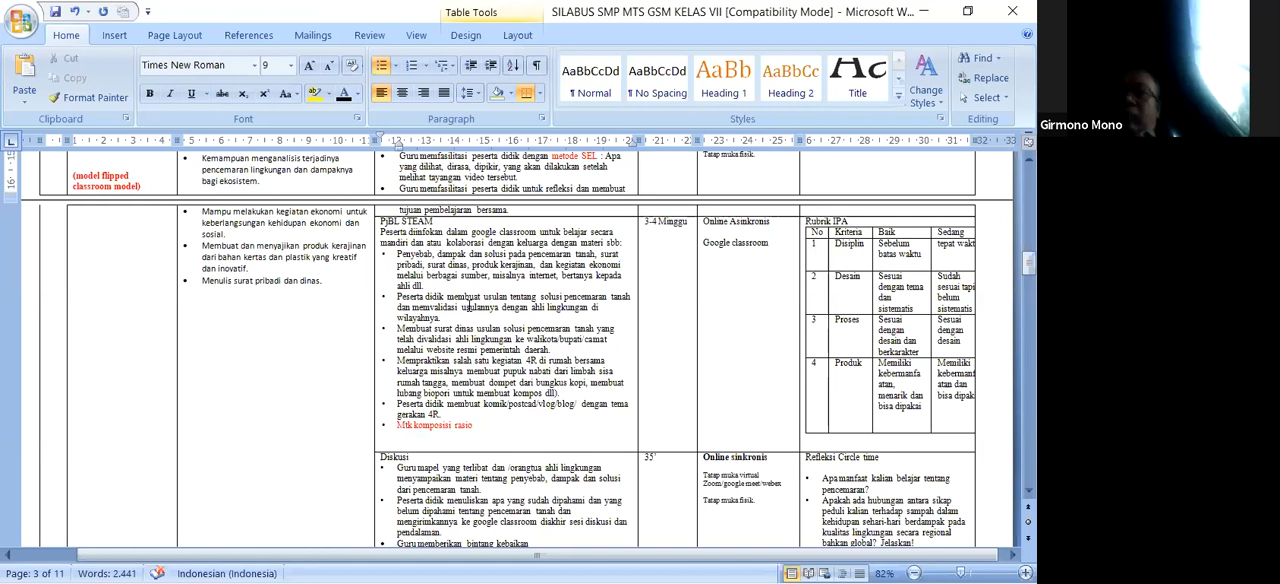 Table Tools
SILABUS SMP MTS GSM KELAS VII [Compatibility Mode] - Microsoft W...
Home
Insert
Page Layout
References
Mailings
Review
View
Design
Layout
Paste
Cut
Copy
Format Painter
Clipboard
Times New Roman
9
Font
Paragraph
AaBbCcDd
¶ Normal
AaBbCcDd
¶ No Spacing
AaBb
Heading 1
AaBbCc
Heading 2
Title
Change
Styles
Styles
Find
Replace
Select
Editing
Girmono Mono
(model flipped
classroom model)
• Kemampuan menganalisis terjadinya
pencemaran lingkungan dan dampaknya
bagi ekosistem.
• Guru memfasilitasi peserta didik dengan metode SEL : Apa
yang dilihat, dirasa, dipikir, yang akan dilakukan setelah
melihat tayangan video tersebut.
• Guru memfasilitasi peserta didik untuk refleksi dan membuat
Tatap muka fisik.
• Mampu melakukan kegiatan ekonomi untuk
keberlangsungan kehidupan ekonomi dan
sosial.
• Membuat dan menyajikan produk kerajinan
dari bahan kertas dan plastik yang kreatif
dan inovatif.
• Menulis surat pribadi dan dinas.
tujuan pembelajaran bersama.
PjBL STEAM
Peserta diinfokan dalam google classroom untuk belajar secara
mandiri dan atau kolaborasi dengan keluarga dengan materi sbb:
• Penyebab, dampak dan solusi pada pencemaran tanah, surat
pribadi, surat dinas, produk kerajinan, dan kegiatan ekonomi
melalui berbagai sumber, misalnya internet, bertanya kepada
ahli dll.
• Peserta didik membuat usulan tentang solusi pencemaran tanah
dan memvalidasi usulannya dengan ahli lingkungan di
wilayahnya.
• Membuat surat dinas usulan solusi pencemaran tanah yang
telah divalidasi ahli lingkungan ke walikota/bupati/camat
melalui website resmi pemerintah daerah.
• Mempraktikan salah satu kegiatan 4R di rumah bersama
keluarga misalnya membuat pupuk nabati dari limbah sisa
rumah tangga, membuat dompet dari bungkus kopi, membuat
lubang biopori untuk membuat kompos dll).
• Peserta didik membuat komik/postcad/vlog/blog/ dengan tema
gerakan 4R.
• Mtk komposisi rasio
3-4 Minggu
Online Asinkronis
Google classroom
Rubrik IPA
No Kriteria Baik Sedang
1 Disiplin Sebelum batas waktu tepat wakt
2 Desain Sesuai dengan tema dan sistematis Sudah sesuai tapi belum sistematis
3 Proses Sesuai dengan desain dan berkarakter Sesuai dengan desain
4 Produk Memiliki kebermanfa atan, menarik dan bisa dipakai Memiliki kebermanf atan dan bisa dipak
Diskusi
• Guru mapel yang terlibat dan /orangtua ahli lingkungan
menyampaikan materi tentang penyebab, dampak dan solusi
dari pencemaran tanah.
• Peserta didik menuliskan apa yang sudah dipahami dan yang
belum dipahami tentang pencemaran tanah dan
mengirimkannya ke google classroom diakhir sesi diskusi dan
pendalaman.
• Guru memberikan bintang kebaikan
35'
Online sinkronis
Tatap muka virtual
Zoom/google meet/webex
Tatap muka fisik.
Refleksi Circle time
• Apa manfaat kalian belajar tentang
pencemaran?
• Apakah ada hubungan antara sikap
peduli kalian terhadap sampah dalam
kehidupan sehari-hari berdampak pada
kualitas lingkungan secara regional
bahkan global? Jelaskan!
Page: 3 of 11
Words: 2.441
Indonesian (Indonesia)
82%